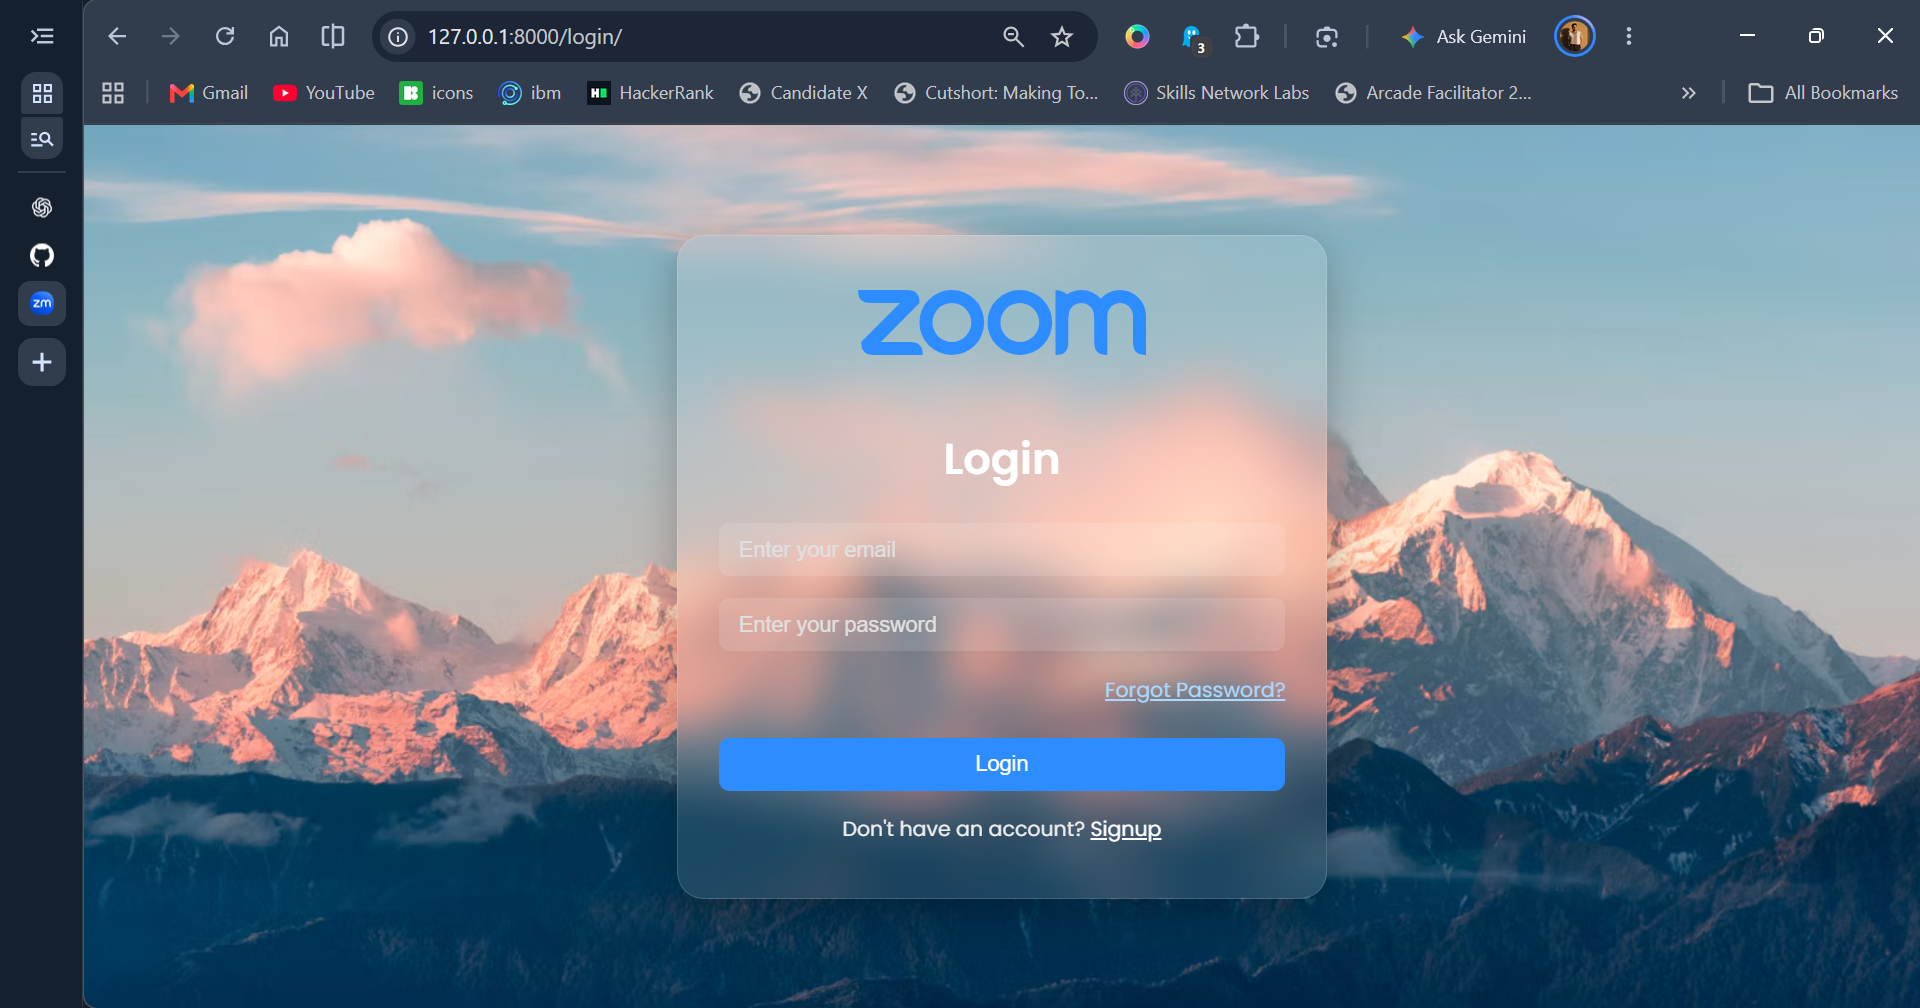 127.0.0.1:8000/login/
3
Ask Gemini
Gmail
YouTube
icons
ibm
HackerRank
Candidate X
Cutshort: Making To...
Skills Network Labs
Arcade Facilitator 2...
All Bookmarks
zm
zoom
Login
Enter your email
Enter your password
Forgot Password?
Login
Don't have an account? Signup